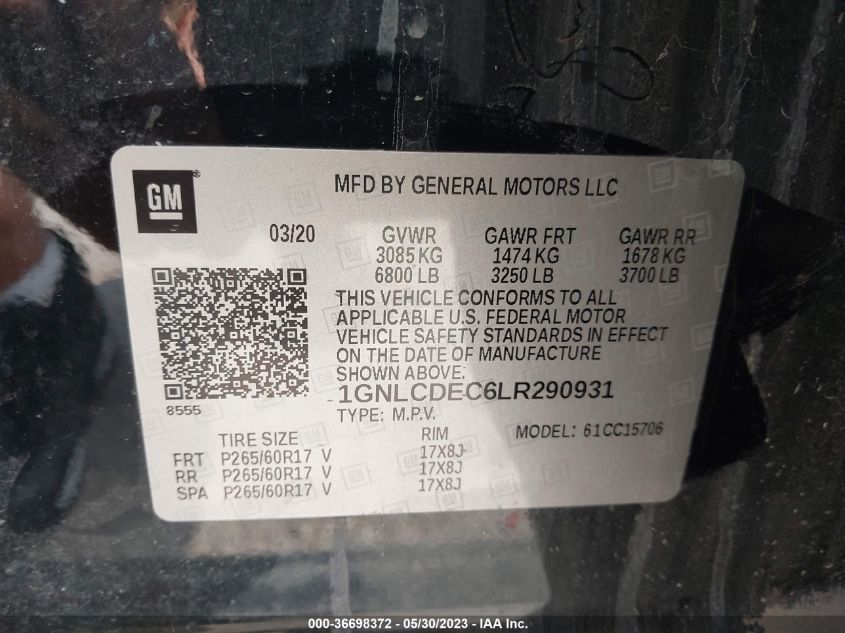 GM®
MFD BY GENERAL MOTORS LLC
03/20 GVWR GAWR FRT GAWR RR
3085 KG 1474 KG 1678 KG
6800 LB 3250 LB 3700 LB
THIS VEHICLE CONFORMS TO ALL
APPLICABLE U.S. FEDERAL MOTOR
VEHICLE SAFETY STANDARDS IN EFFECT
ON THE DATE OF MANUFACTURE
SHOWN ABOVE.
8555
1GNLCDEC6LR290931
TYPE: M.P.V.
MODEL: 61CC15706
TIRE SIZE RIM
FRT P265/60R17 V 17X8J
RR P265/60R17 V 17X8J
SPA P265/60R17 V 17X8J
000-36698372 - 05/30/2023 - IAA Inc.